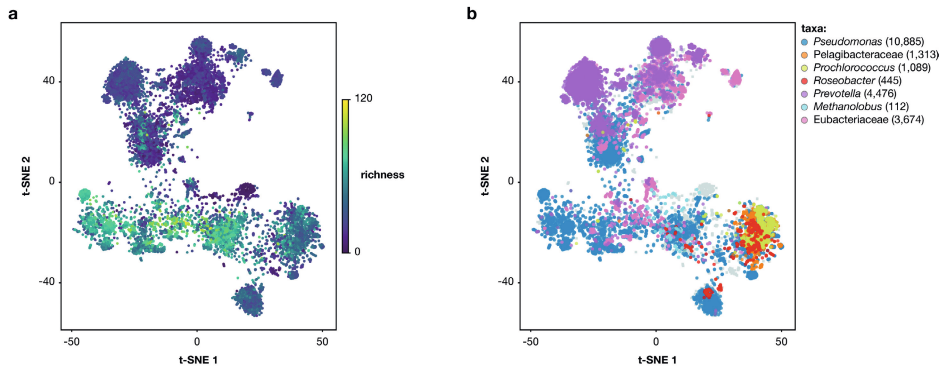 a
40
0
−40
-50
0
50
t-SNE 1
t-SNE 2
120
richness
0
b
40
0
−40
-50
0
50
t-SNE 1
t-SNE 2
taxa:
Pseudomonas (10,885)
Pelagibacteraceae (1,313)
Prochlorococcus (1,089)
Roseobacter (445)
Prevotella (4,476)
Methanolobus (112)
Eubacteriaceae (3,674)